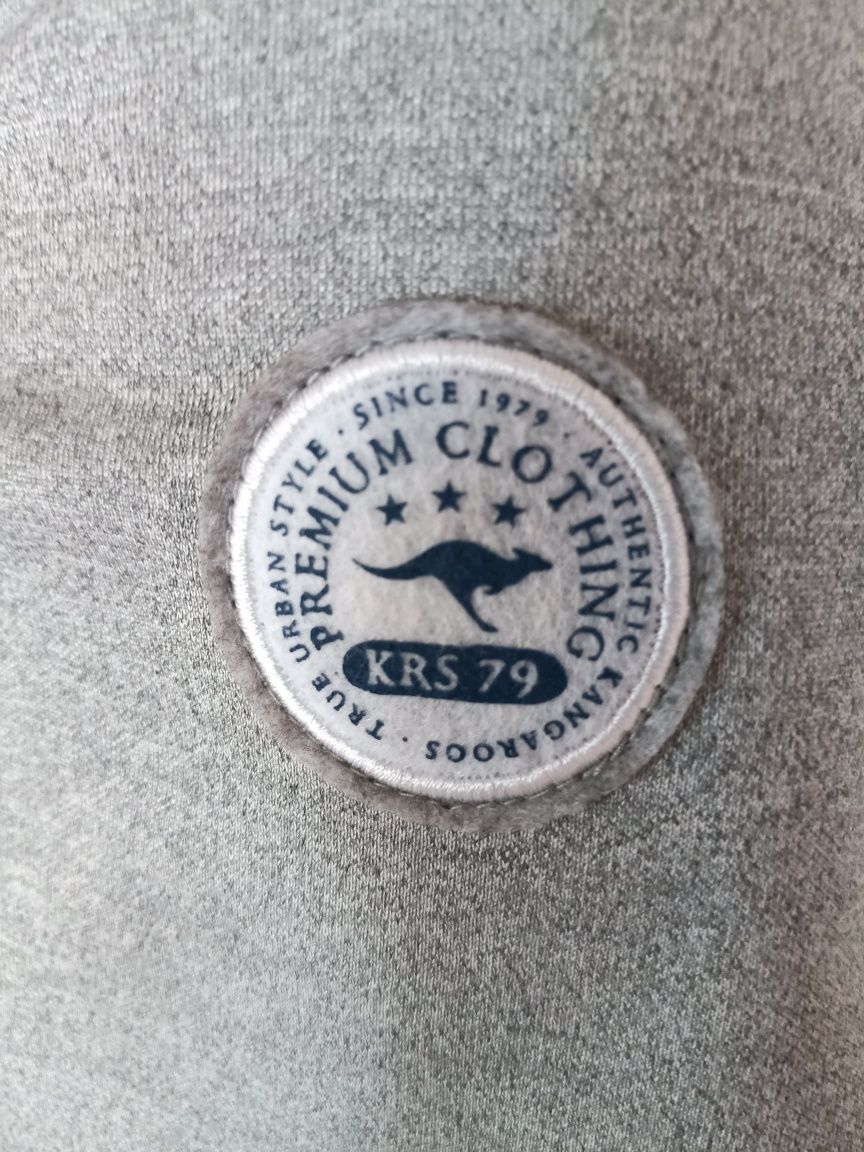 TRUE URBAN STYLE · SINCE 1979 · AUTHENTIC KANGAROOS ·
PREMIUM CLOTHING
KRS 79